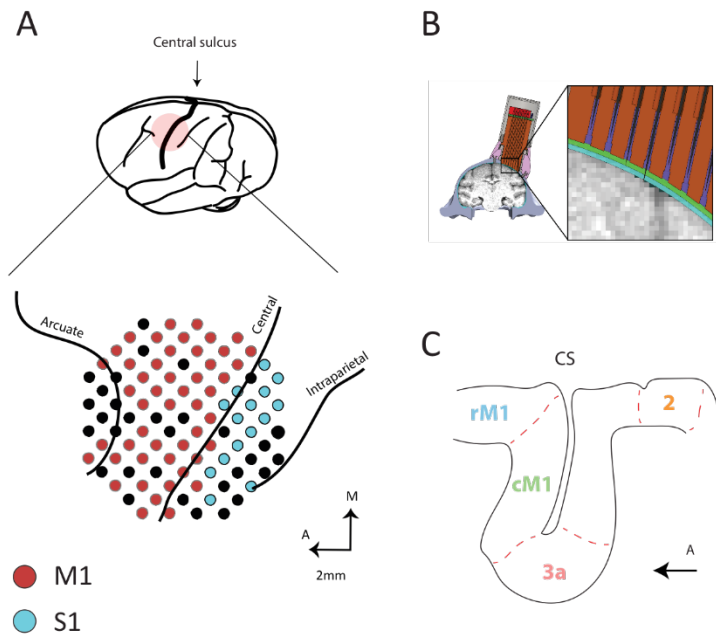 A
Central sulcus
Arcuate
Central
Intraparietal
M
A
2mm
M1
S1
B
C
CS
rM1
2
cM1
3a
A